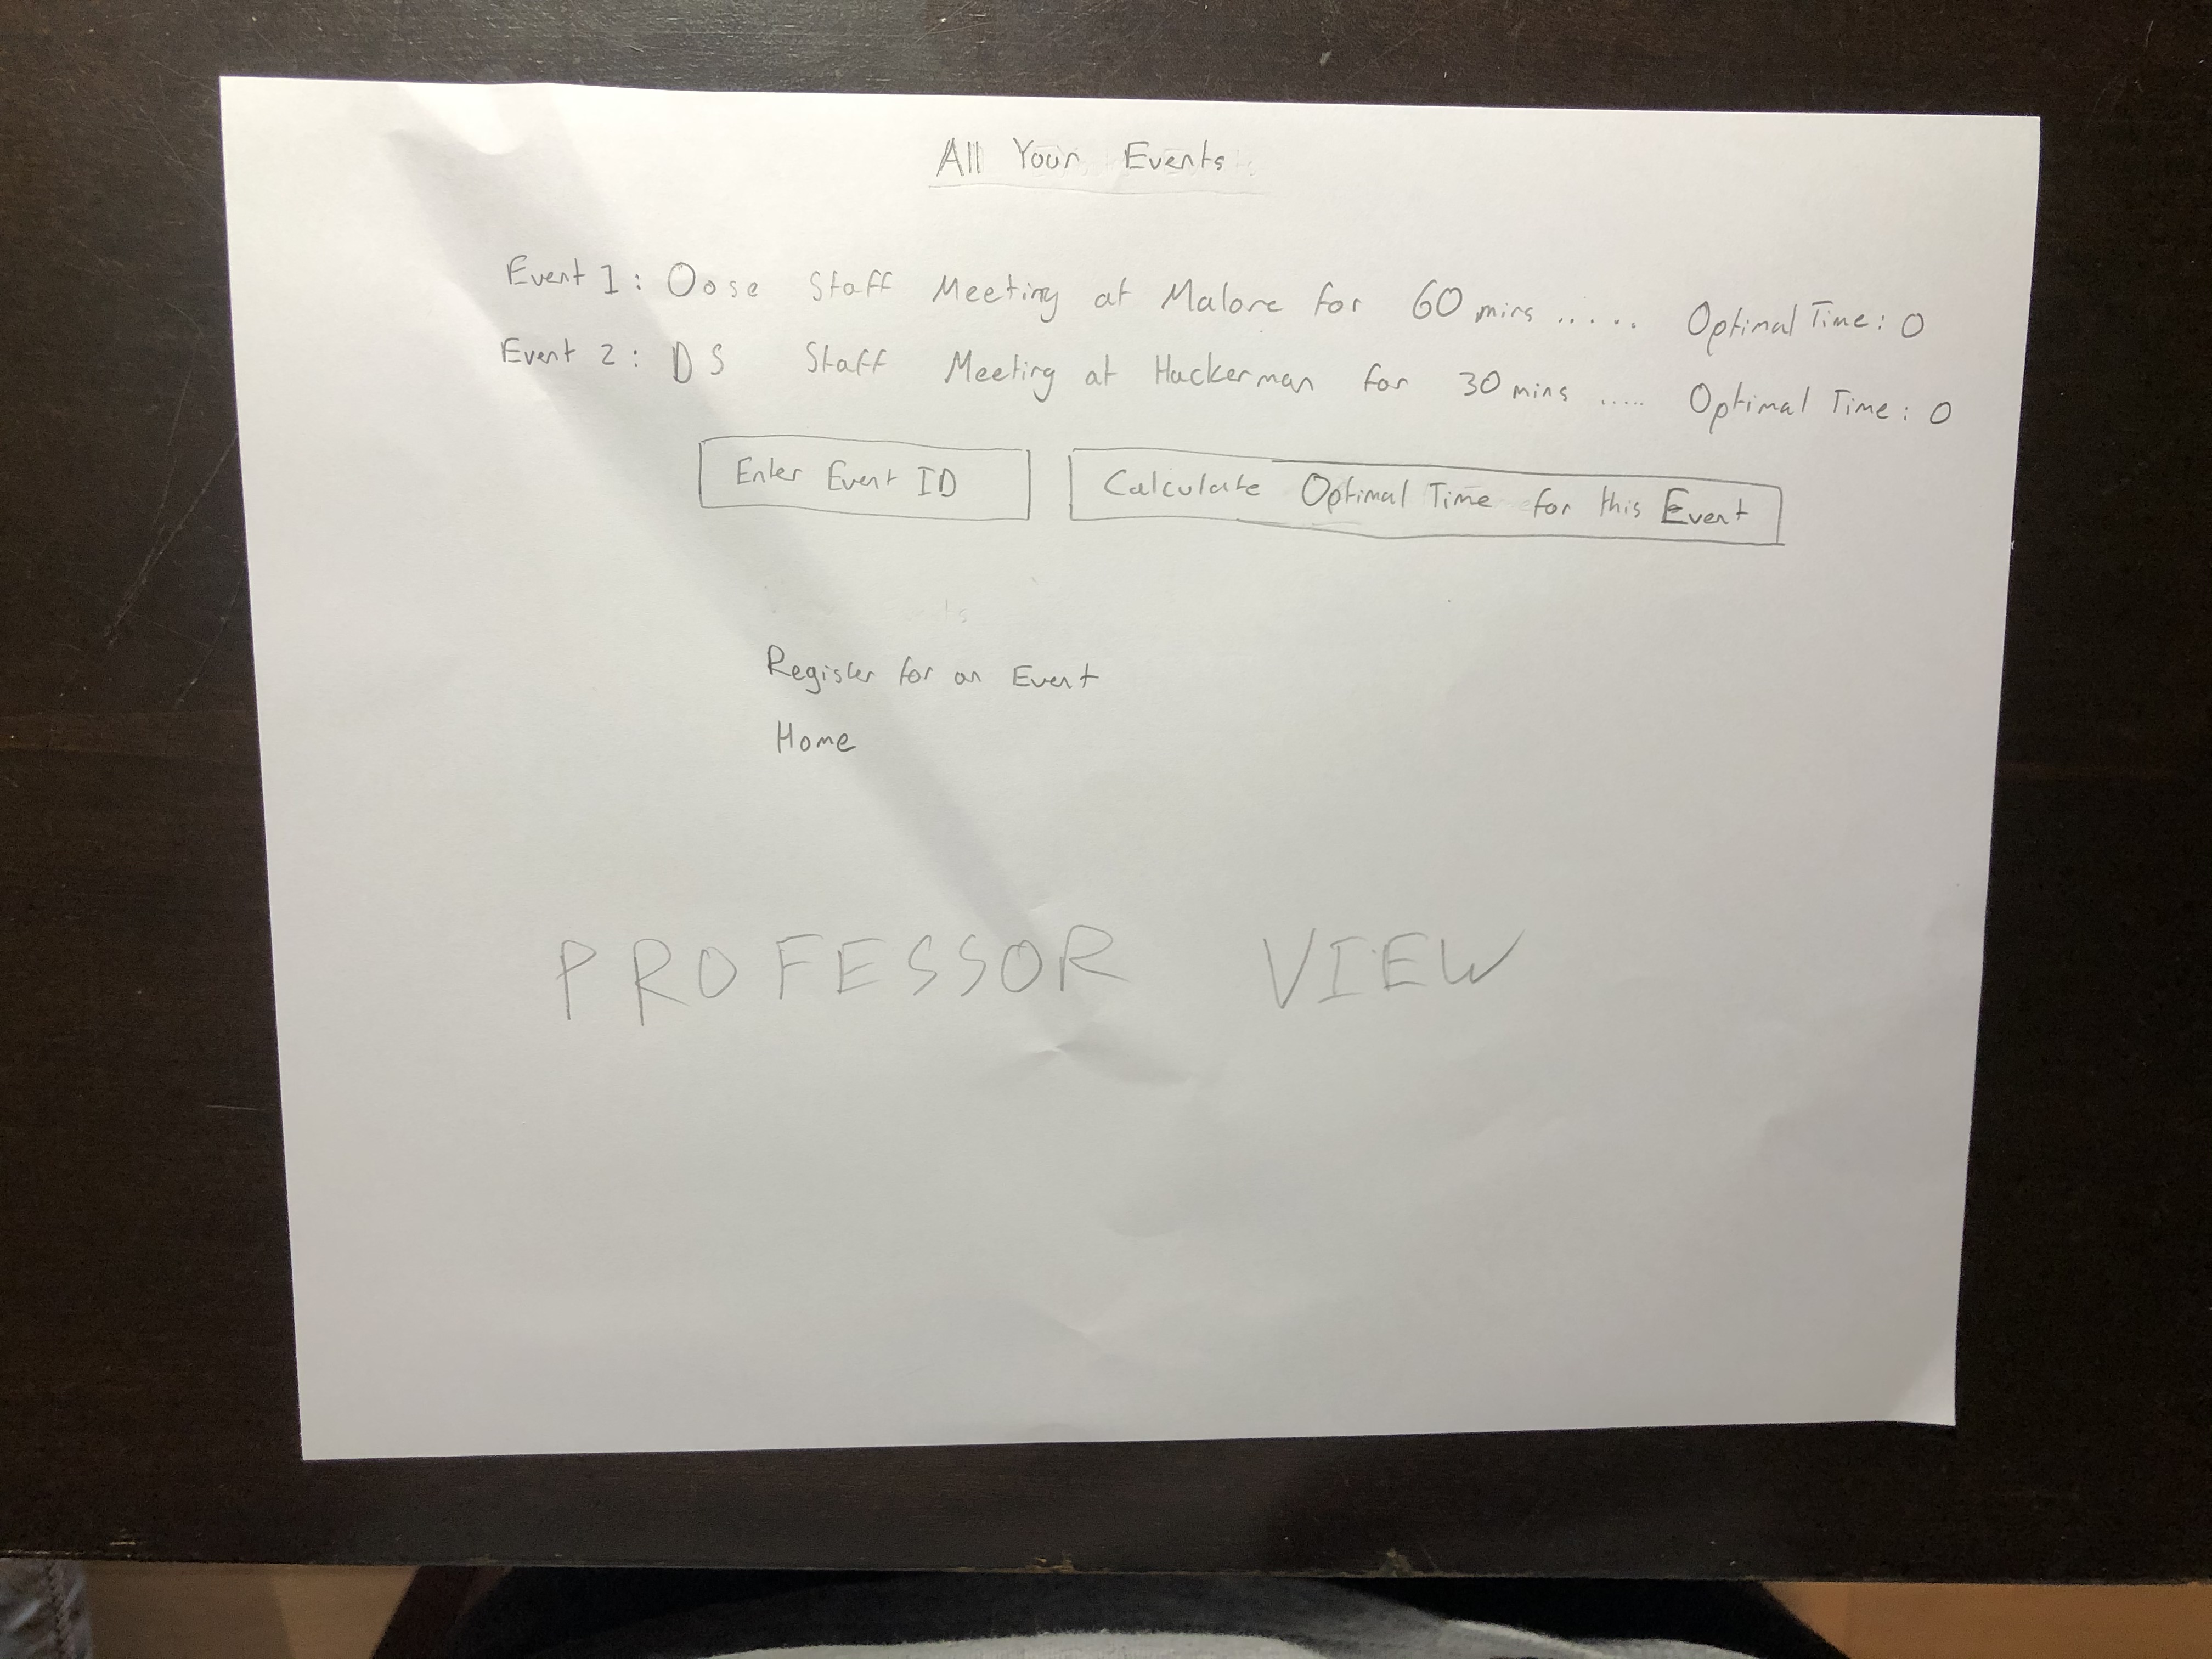 All Your Events
Event 1: Oose Staff Meeting at Malone for 60 mins ..... Optimal Time: 0
Event 2: DS Staff Meeting at Hackerman for 30 mins ..... Optimal Time: 0
Enter Event ID
Calculate Optimal Time for this Event
Register for an Event
Home
PROFESSOR VIEW